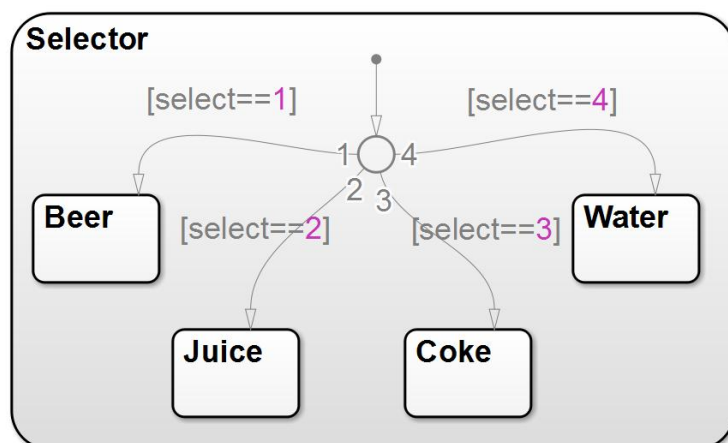 Selector
[select==1]
[select==4]
1
4
2
3
Beer
Water
[select==2]
[select==3]
Juice
Coke